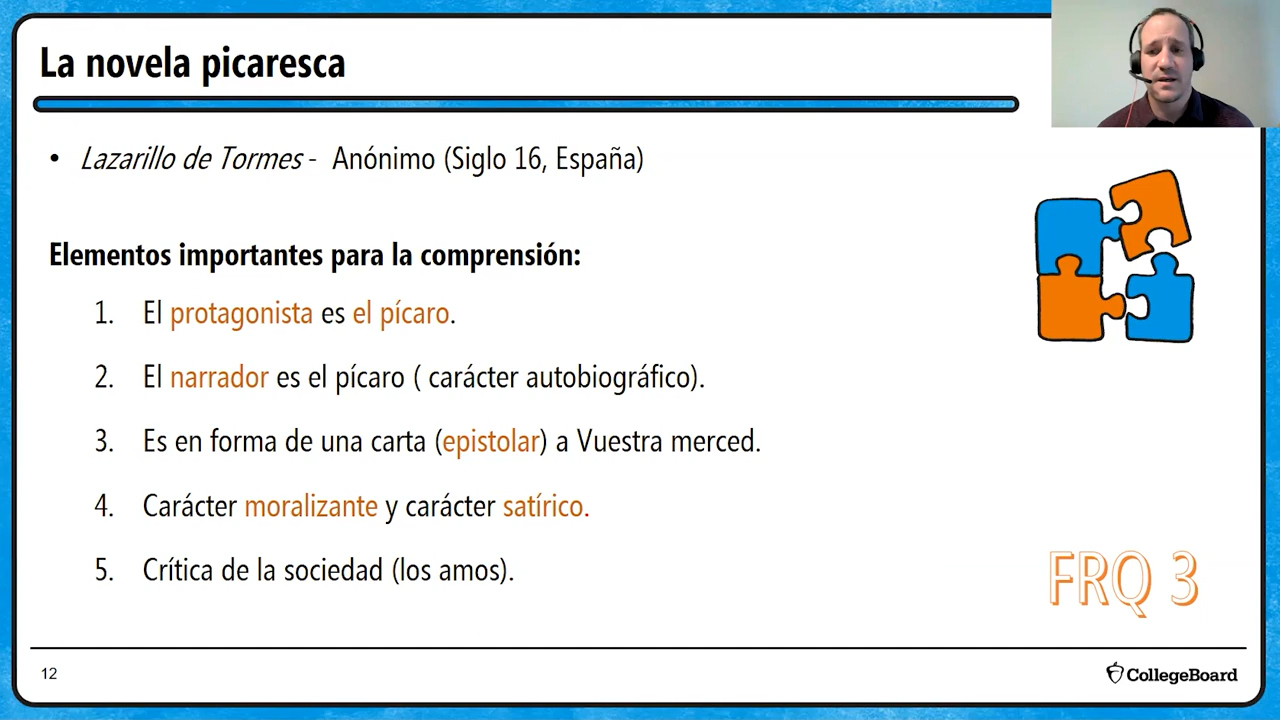 La novela picaresca
• Lazarillo de Tormes - Anónimo (Siglo 16, España)
Elementos importantes para la comprensión:
1. El protagonista es el pícaro.
2. El narrador es el pícaro ( carácter autobiográfico).
3. Es en forma de una carta (epistolar) a Vuestra merced.
4. Carácter moralizante y carácter satírico.
5. Crítica de la sociedad (los amos).
FRQ 3
12
CollegeBoard